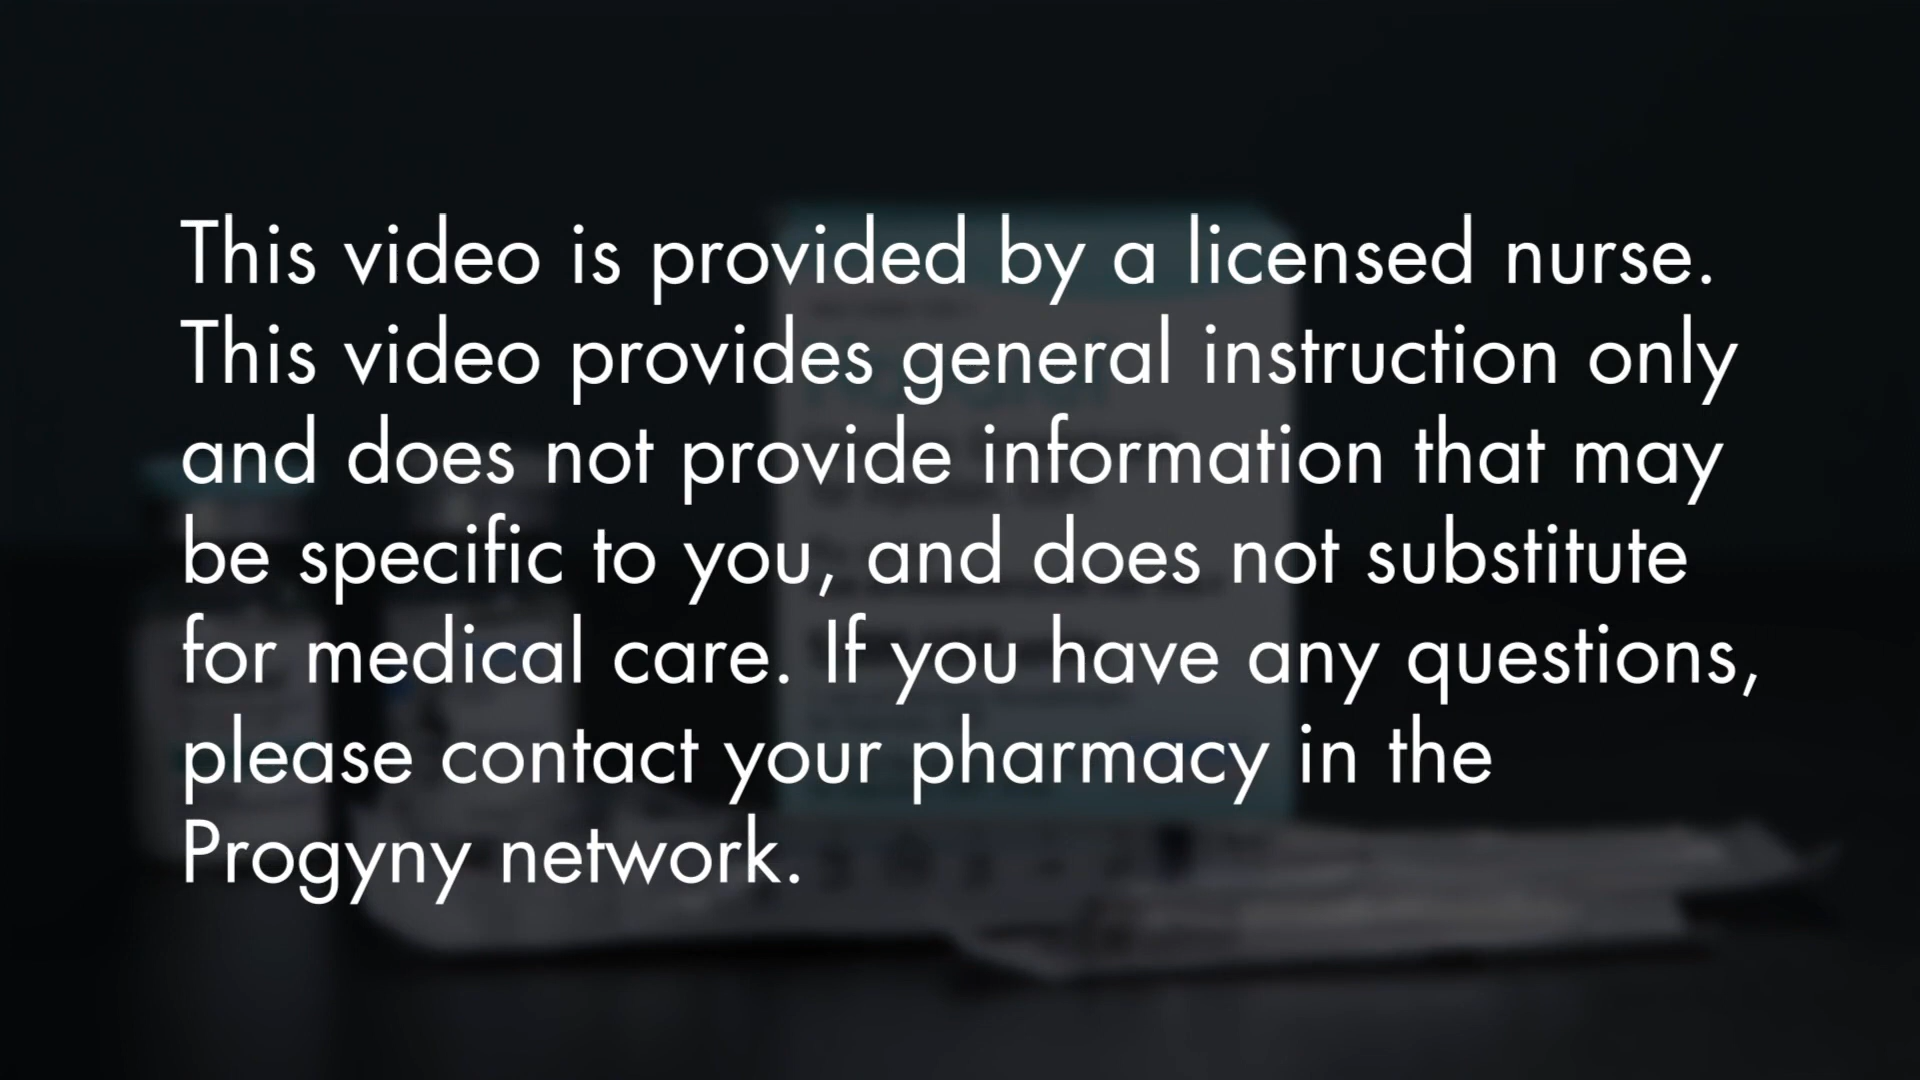 This video is provided by a licensed nurse.
This video provides general instruction only
and does not provide information that may
be specific to you, and does not substitute
for medical care. If you have any questions,
please contact your pharmacy in the
Progyny network.